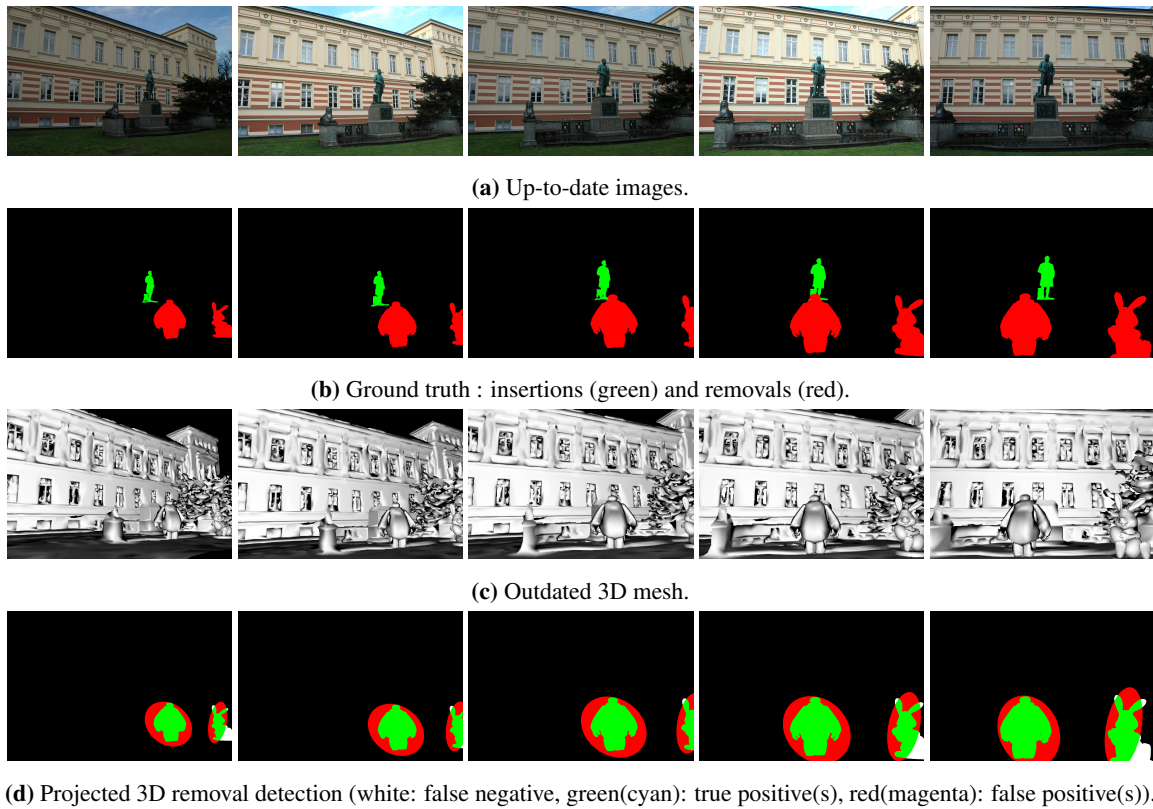 (a) Up-to-date images.
(b) Ground truth : insertions (green) and removals (red).
(c) Outdated 3D mesh.
(d) Projected 3D removal detection (white: false negative, green(cyan): true positive(s), red(magenta): false positive(s)).